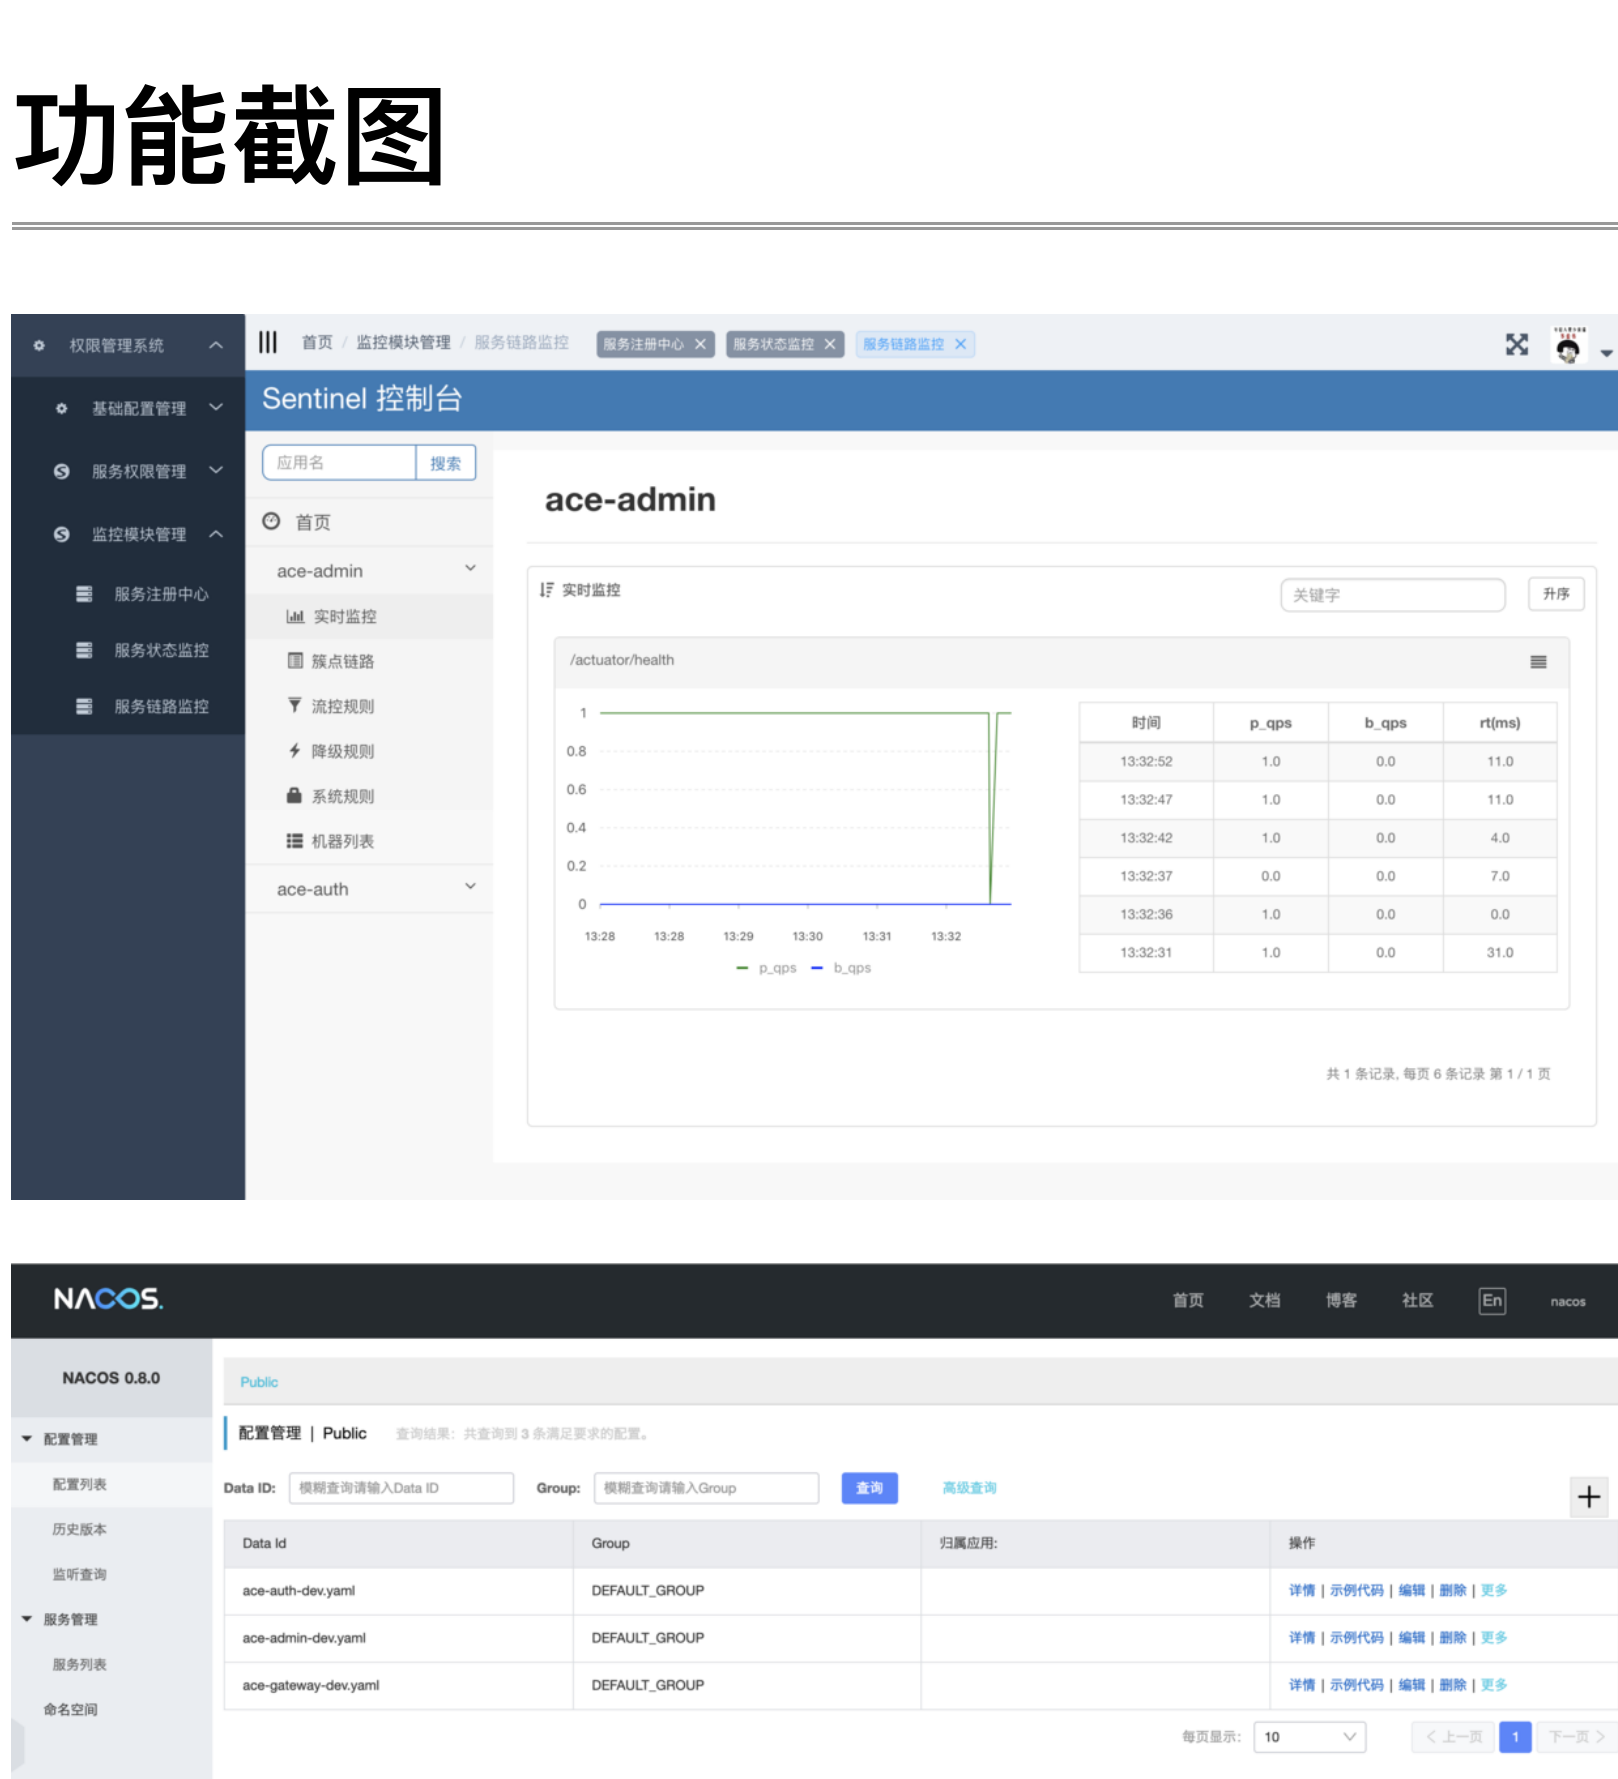 功能截图
权限管理系统
基础配置管理
服务权限管理
监控模块管理
服务注册中心
服务状态监控
服务链路监控
首页 / 监控模块管理 / 服务链路监控 服务注册中心 × 服务状态监控 × 服务链路监控 ×
Sentinel 控制台
应用名 搜索
首页
ace-admin
实时监控
簇点链路
流控规则
降级规则
系统规则
机器列表
ace-auth
ace-admin
实时监控 关键字 升序
/actuator/health
1
0.8
0.6
0.4
0.2
0
13:28 13:28 13:29 13:30 13:31 13:32
p_qps b_qps
时间 p_qps b_qps rt(ms)
13:32:52 1.0 0.0 11.0
13:32:47 1.0 0.0 11.0
13:32:42 1.0 0.0 4.0
13:32:37 0.0 0.0 7.0
13:32:36 1.0 0.0 0.0
13:32:31 1.0 0.0 31.0
共 1 条记录, 每页 6 条记录 第 1 / 1 页
NACOS.
首页 文档 博客 社区 En nacos
NACOS 0.8.0
配置管理
配置列表
历史版本
监听查询
服务管理
服务列表
命名空间
Public
配置管理 | Public 查询结果：共查询到 3 条满足要求的配置。
Data ID: 模糊查询请输入Data ID Group: 模糊查询请输入Group 查询 高级查询
Data Id Group 归属应用: 操作
ace-auth-dev.yaml DEFAULT_GROUP 详情 | 示例代码 | 编辑 | 删除 | 更多
ace-admin-dev.yaml DEFAULT_GROUP 详情 | 示例代码 | 编辑 | 删除 | 更多
ace-gateway-dev.yaml DEFAULT_GROUP 详情 | 示例代码 | 编辑 | 删除 | 更多
每页显示: 10 < 上一页 1 下一页 >